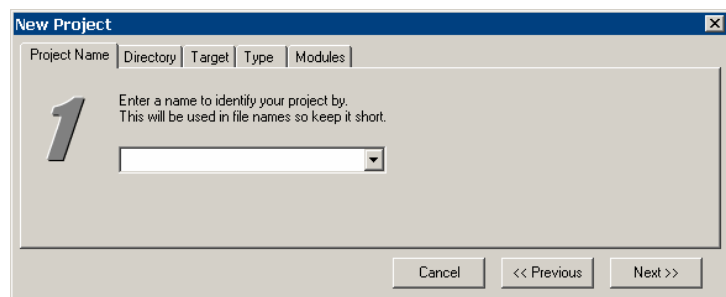 New Project
Project Name Directory Target Type Modules
1
Enter a name to identify your project by.
This will be used in file names so keep it short.
Cancel << Previous Next >>